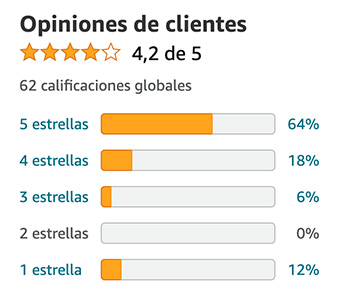 Opiniones de clientes
4,2 de 5
62 calificaciones globales
5 estrellas 64%
4 estrellas 18%
3 estrellas 6%
2 estrellas 0%
1 estrella 12%